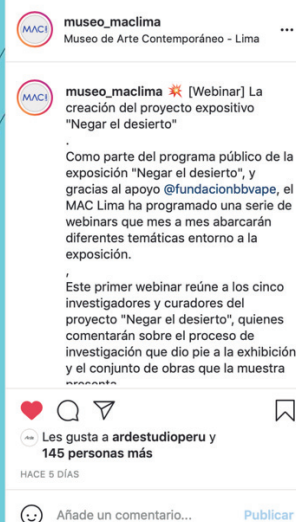 MAC!
museo_maclima
Museo de Arte Contemporáneo - Lima
MAC!
museo_maclima 💥 [Webinar] La
creación del proyecto expositivo
"Negar el desierto"
.
Como parte del programa público de la
exposición "Negar el desierto", y
gracias al apoyo @fundacionbbvape, el
MAC Lima ha programado una serie de
webinars que mes a mes abarcarán
diferentes temáticas entorno a la
exposición.
,
Este primer webinar reúne a los cinco
investigadores y curadores del
proyecto "Negar el desierto", quienes
comentarán sobre el proceso de
investigación que dio pie a la exhibición
y el conjunto de obras que la muestra
presenta
Les gusta a ardestudioperu y
145 personas más
HACE 5 DÍAS
Añade un comentario... Publicar